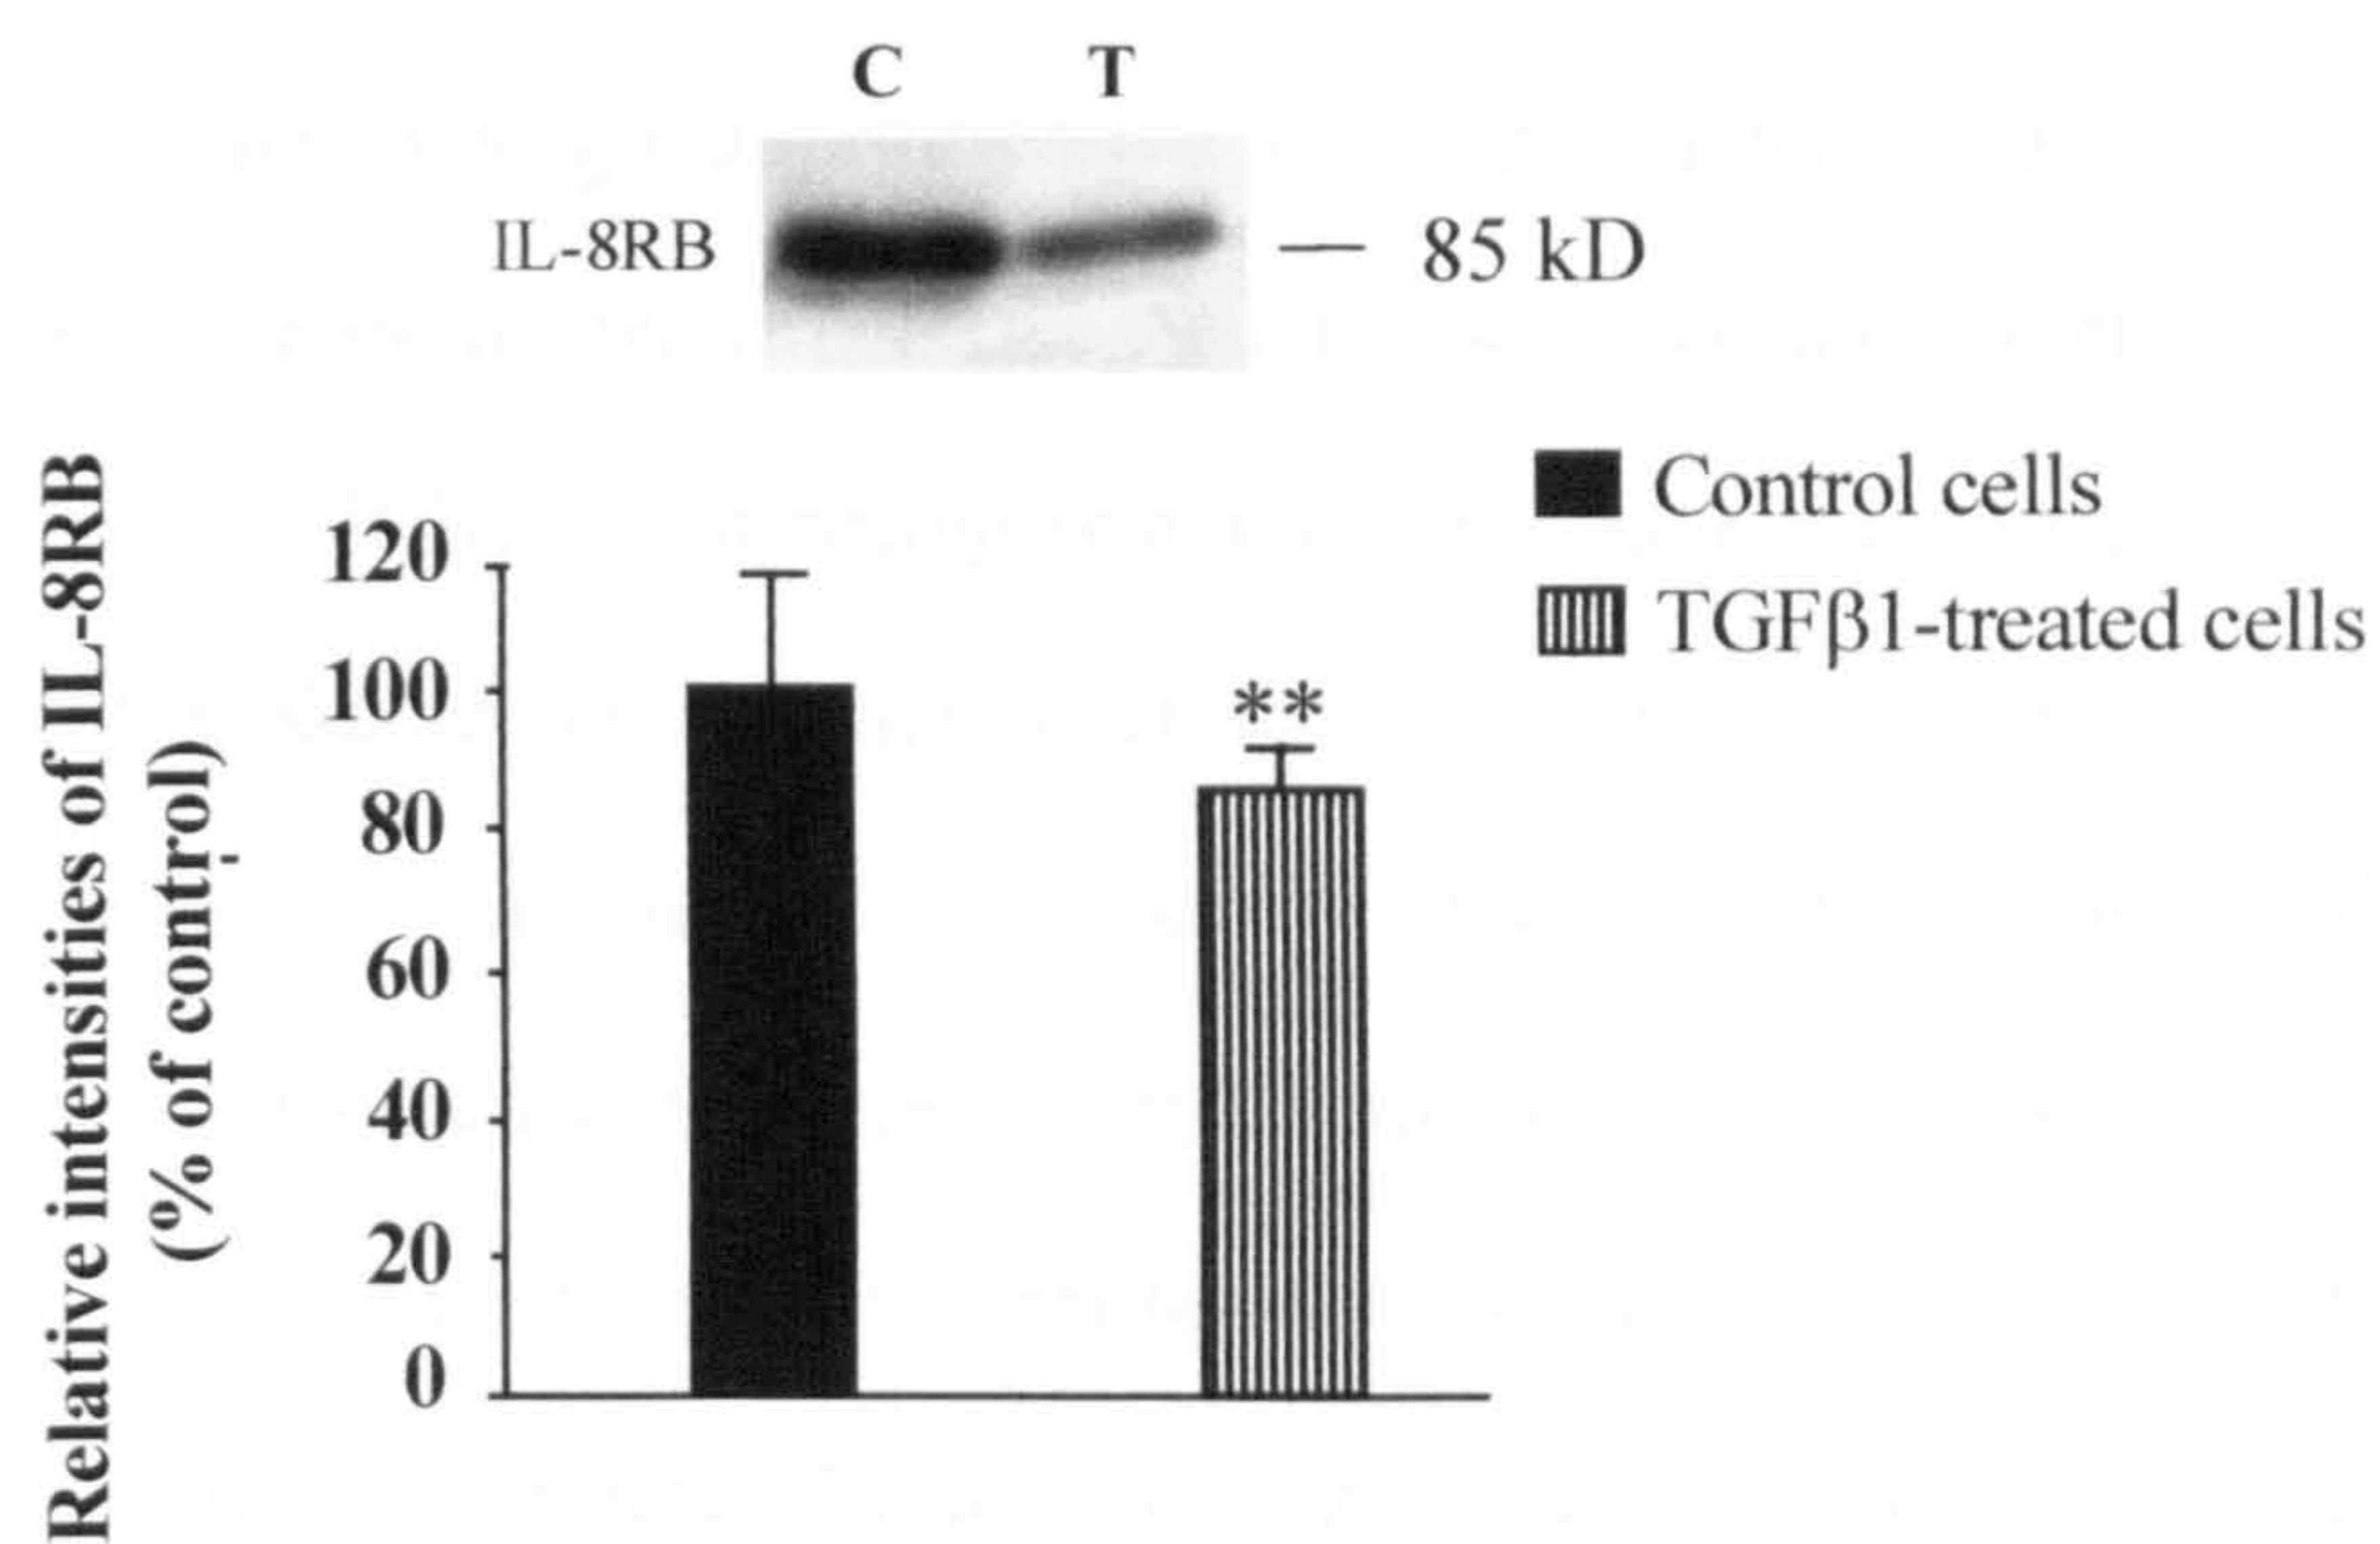 C T
IL-8RB — 85 kD
Relative intensities of IL-8RB
(% of control)
Control cells
TGFβ1-treated cells
120
100
80
60
40
20
0
**